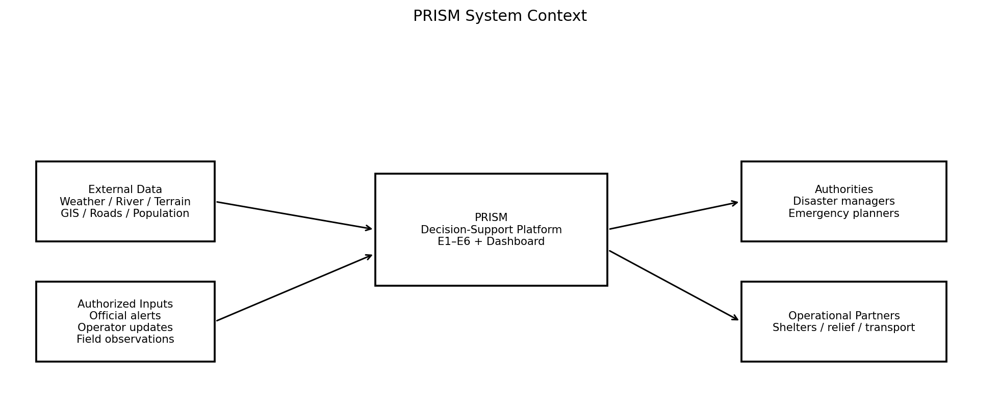 PRISM System Context
External Data
Weather / River / Terrain
GIS / Roads / Population
Authorized Inputs
Official alerts
Operator updates
Field observations
PRISM
Decision-Support Platform
E1–E6 + Dashboard
Authorities
Disaster managers
Emergency planners
Operational Partners
Shelters / relief / transport